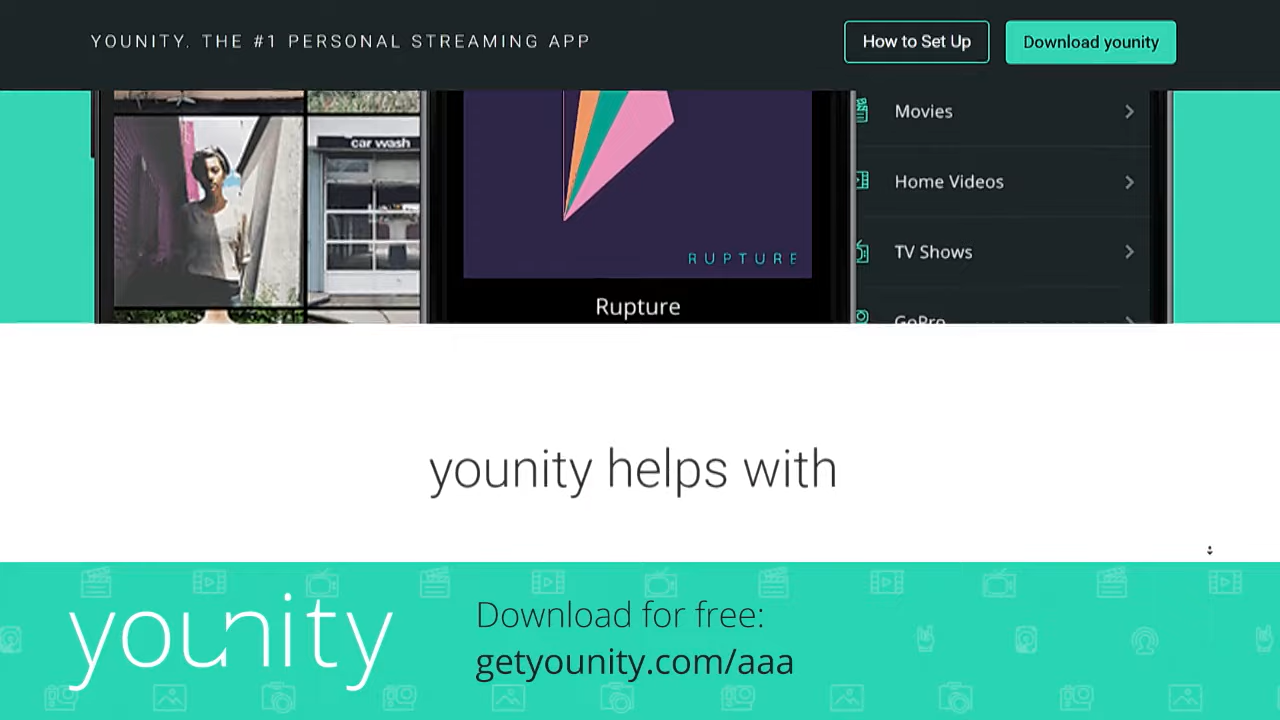 YOUNITY. THE #1 PERSONAL STREAMING APP
How to Set Up
Download younity
car wash
RUPTURE
Rupture
Movies
Home Videos
TV Shows
GoPro
younity helps with
younity
Download for free:
getyounity.com/aaa